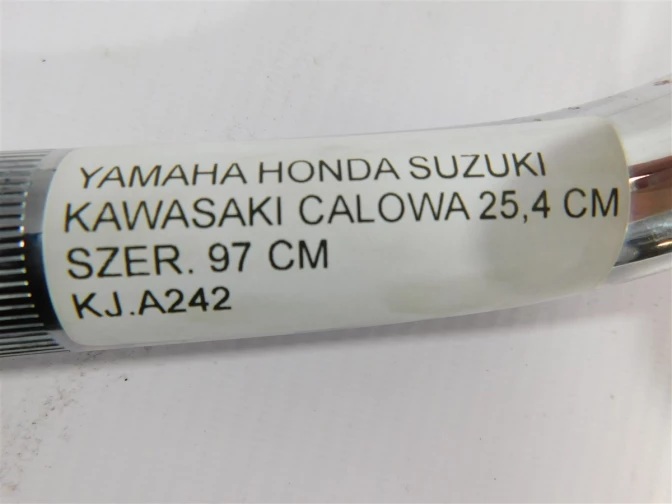 YAMAHA HONDA SUZUKI
KAWASAKI CALOWA 25,4 CM
SZER. 97 CM
KJ.A242